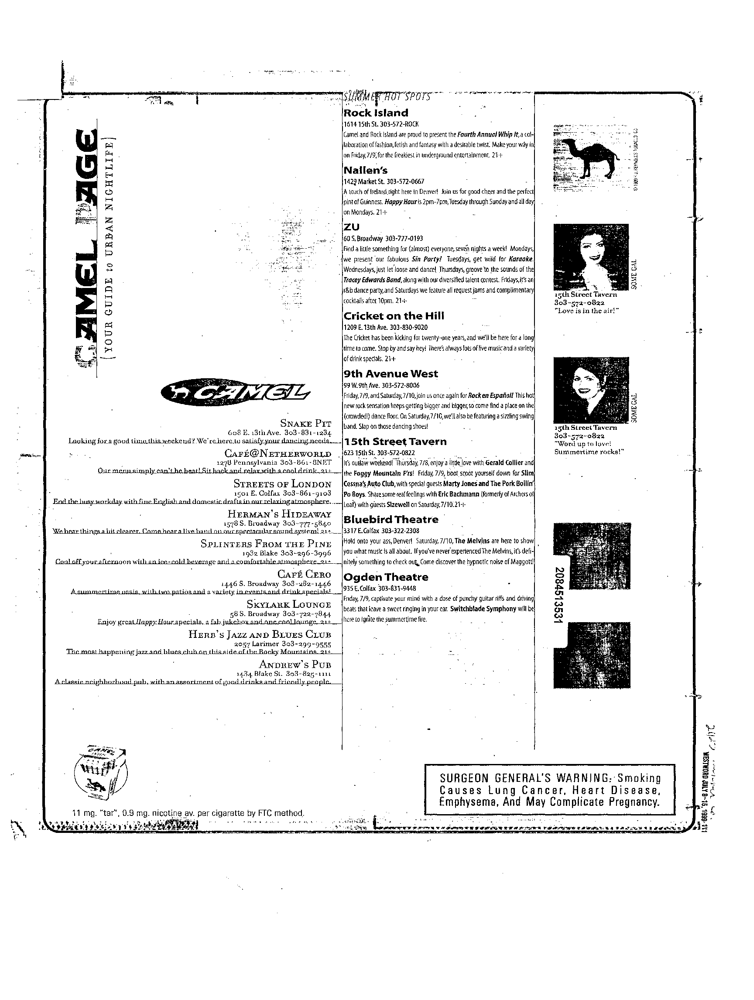 CAMEL PAGE
[YOUR GUIDE to URBAN NIGHTLIFE]
CAMEL
SNAKE PIT
608 E. 13th Ave. 303-831-1234
Looking for a good time this weekend? We're here to satisfy your dancing needs.
CAFÉ@NETHERWORLD
1278 Pennsylvania 303-861-8NET
Our menu simply can't be beat! Sit back and relax with a cool drink. 21+
STREETS OF LONDON
1501 E. Colfax 303-861-9103
End the busy workday with fine English and domestic drafts in our relaxing atmosphere.
HERMAN'S HIDEAWAY
1578 S. Broadway 303-777-5840
We hear things a bit clearer. Come hear a live band on our spectacular sound system! 21+
SPLINTERS FROM THE PINE
1932 Blake 303-296-3996
Cool off your afternoon with an ice-cold beverage and a comfortable atmosphere. 21+
CAFÉ CERO
1446 S. Broadway 303-282-1446
A summertime oasis, with two patios and a variety in events and drink specials!
SKYLARK LOUNGE
58 S. Broadway 303-722-7844
Enjoy great Happy Hour specials, a fab jukebox and one cool lounge. 21+
HERB'S JAZZ AND BLUES CLUB
2057 Larimer 303-299-9555
The most happening jazz and blues club on this side of the Rocky Mountains. 21+
ANDREW'S PUB
1434 Blake St. 303-825-1111
A classic neighborhood pub, with an assortment of good drinks and friendly people.
SUMMER HOT SPOTS
Rock Island
1614 15th St. 303-572-ROCK
Camel and Rock Island are proud to present the Fourth Annual Whip It, a col-
laboration of fashion, fetish and fantasy with a desirable twist. Make your way in
on Friday, 7/9, for the freakiest in underground entertainment. 21+
Nallen's
1429 Market St. 303-572-0667
A touch of Ireland, right here in Denver! Join us for good cheer and the perfect
pint of Guinness. Happy Hour is 2pm-7pm, Tuesday through Sunday and all day
on Mondays. 21+
ZU
60 S. Broadway 303-777-0193
Find a little something for (almost) everyone, seven nights a week! Mondays,
we present our fabulous Sin Party! Tuesdays, get wild for Karaoke.
Wednesdays, just let loose and dance! Thursdays, groove to the sounds of the
Tracey Edwards Band, along with our diversified talent contest. Fridays, it's an
r&b dance party, and Saturdays we feature all request jams and complimentary
cocktails after 10pm. 21+
Cricket on the Hill
1209 E. 13th Ave. 303-830-9020
The Cricket has been kicking for twenty-one years, and we'll be here for a long
time to come. Stop by and say hey! There's always lots of live music and a variety
of drink specials. 21+
9th Avenue West
99 W. 9th Ave. 303-572-8006
Friday, 7/9, and Saturday, 7/10, join us once again for Rock en Español! This hot
new rock sensation keeps getting bigger and bigger, so come find a place on the
(crowded!) dance floor. On Saturday, 7/10, we'll also be featuring a sizzling swing
band. Slap on those dancing shoes!
15th Street Tavern
623 15th St. 303-572-0822
It's outlaw weekend! Thursday, 7/8, enjoy a little love with Gerald Collier and
the Foggy Mountain F'rs! Friday, 7/9, boot scoot yourself down for Slim
Cessna's Auto Club, with special guests Marty Jones and The Pork Boilin'
Po Boys. Share some real feelings with Eric Bachmann (formerly of Archers of
Loaf) with guests Sizewell on Saturday, 7/10. 21+
Bluebird Theatre
3317 E. Colfax 303-322-2308
Hold onto your ass, Denver! Saturday, 7/10, The Melvins are here to show
you what music is all about. If you've never experienced The Melvins, it's defi-
nitely something to check out. Come discover the hypnotic noise of Maggott!
Ogden Theatre
935 E. Colfax 303-831-9448
Friday, 7/9, captivate your mind with a dose of punchy guitar riffs and driving
beats that leave a sweet ringing in your ear. Switchblade Symphony will be
here to ignite the summertime fire.
SOME GAL
15th Street Tavern
303-572-0822
"Love is in the air!"
SOME GAL
15th Street Tavern
303-572-0822
"Word up to love!
Summertime rocks!"
2084513531
CAMEL
11 mg. "tar", 0.9 mg. nicotine av. per cigarette by FTC method.
SURGEON GENERAL'S WARNING: Smoking
Causes Lung Cancer, Heart Disease,
Emphysema, And May Complicate Pregnancy.
WESTWORD JULY 8-14, 1999